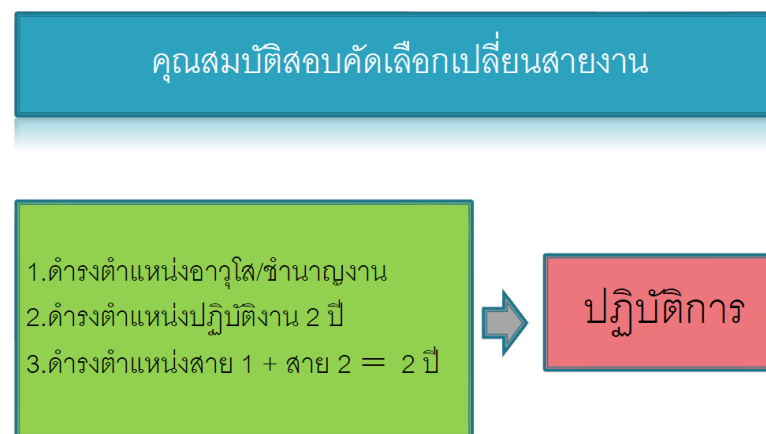 คุณสมบัติสอบคัดเลือกเปลี่ยนสายงาน
1.ดำรงตำแหน่งอาวุโส/ชำนาญงาน
2.ดำรงตำแหน่งปฏิบัติงาน 2 ปี
3.ดำรงตำแหน่งสาย 1 + สาย 2 = 2 ปี
ปฏิบัติการ